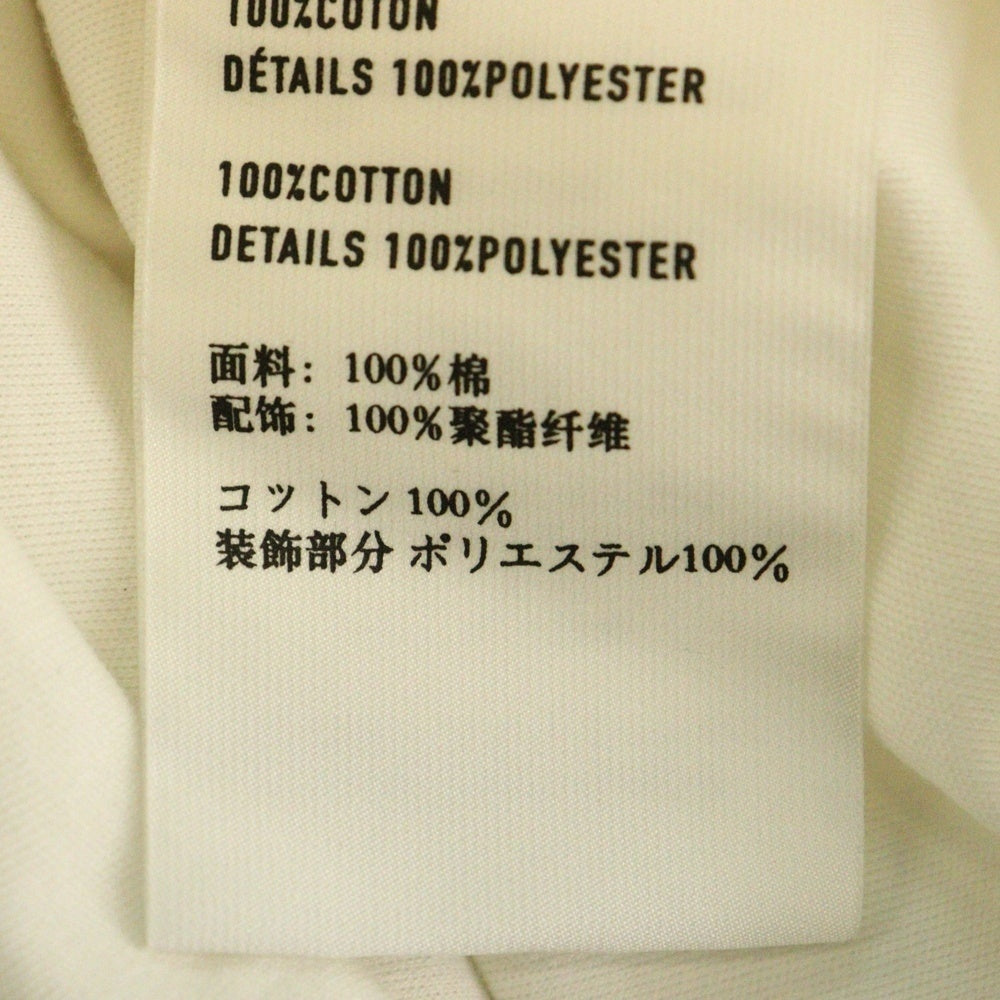 100%COTON
DÉTAILS 100%POLYESTER
100%COTTON
DETAILS 100%POLYESTER
面料: 100%棉
配饰: 100%聚酯纤维
コットン 100%
装飾部分 ポリエステル100%